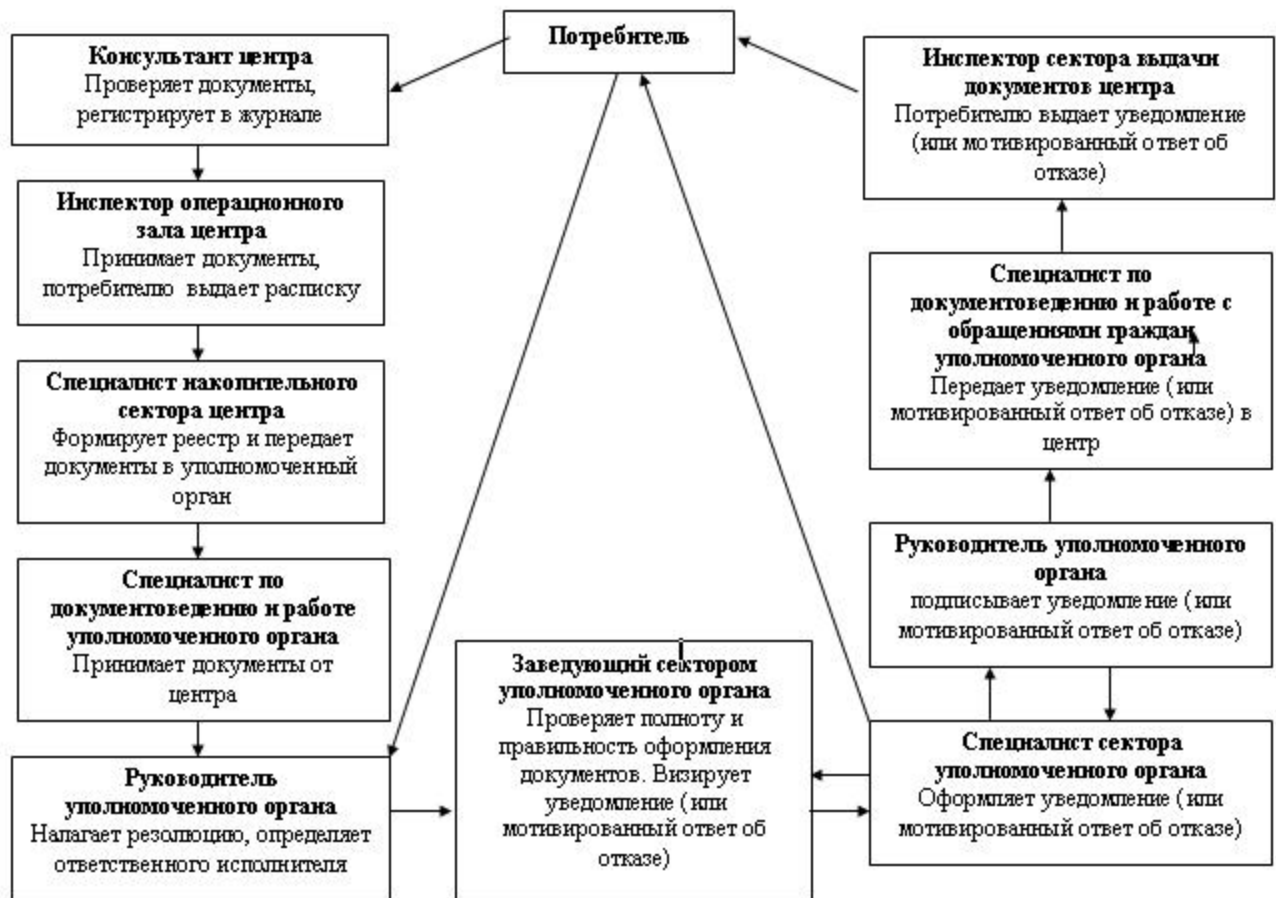 Потребитель
Консультант центра
Проверяет документы,
регистрирует в журнале
Инспектор операционного
зала центра
Принимает документы,
потребителю выдает расписку
Специалист накопительного
сектора центра
Формирует реестр и передает
документы в уполномоченный
орган
Специалист по
документоведению и работе
уполномоченного органа
Принимает документы от
центра
Руководитель
уполномоченного органа
Налагает резолюцию, определяет
ответственного исполнителя
Заведующий сектором
уполномоченного органа
Проверяет полноту и
правильность оформления
документов. Визирует
уведомление (или
мотивированный ответ об
отказе)
Специалист сектора
уполномоченного органа
Оформляет уведомление (или
мотивированный ответ об отказе)
Руководитель уполномоченного
органа
подписывает уведомление (или
мотивированный ответ об отказе)
Специалист по
документоведению и работе с
обращениями граждан
уполномоченного органа
Передает уведомление (или
мотивированный ответ об отказе) в
центр
Инспектор сектора выдачи
документов центра
Потребителю выдает уведомление
(или мотивированный ответ об
отказе)